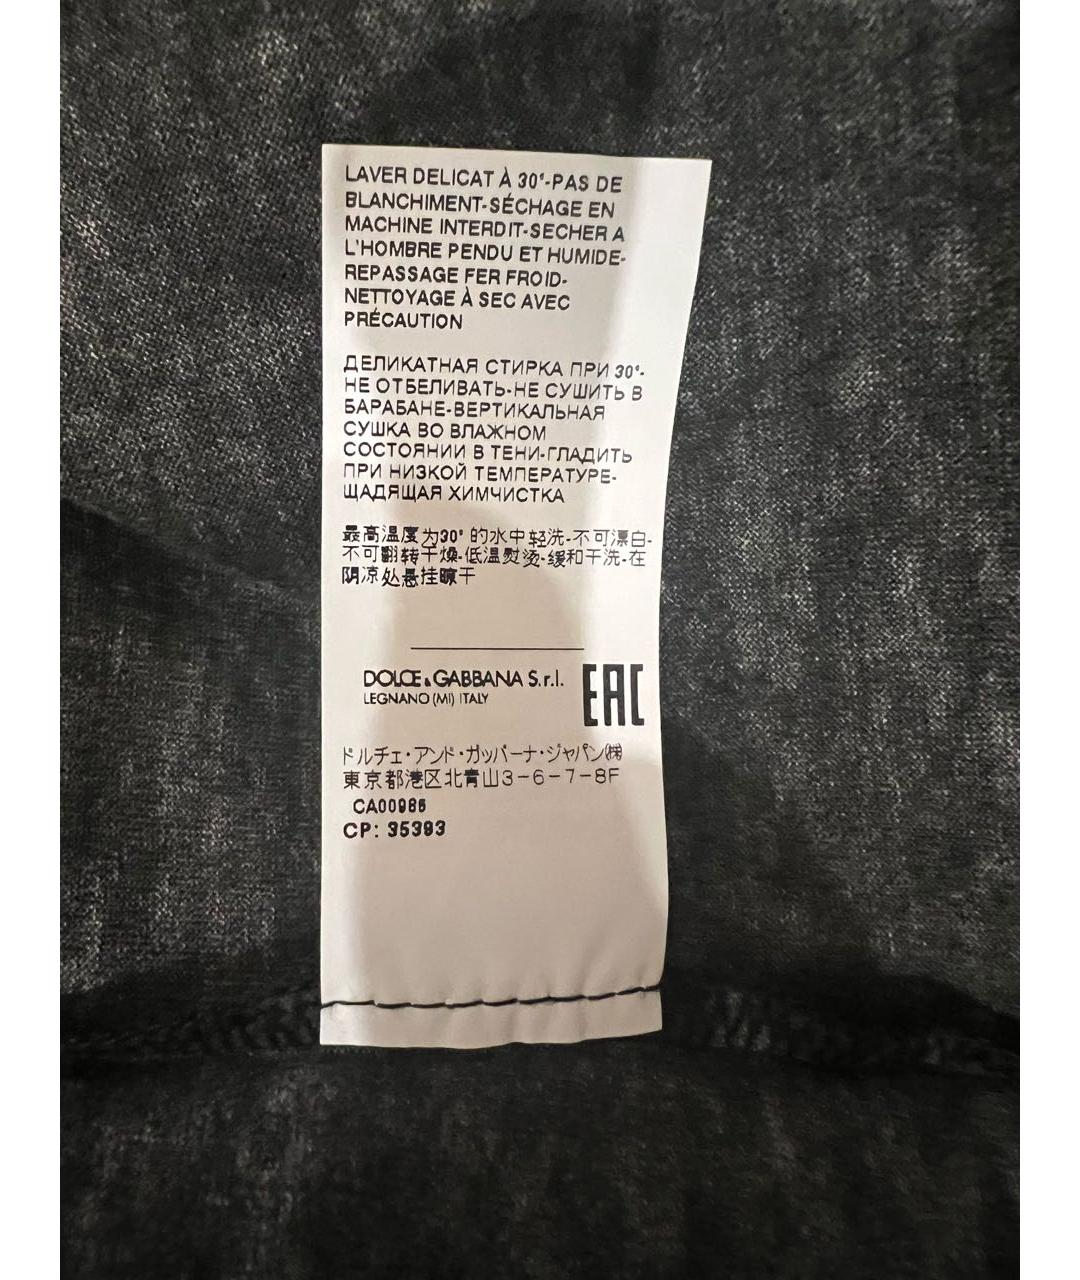 LAVER DELICAT À 30°-PAS DE
BLANCHIMENT-SÉCHAGE EN
MACHINE INTERDIT-SECHER A
L'HOMBRE PENDU ET HUMIDE-
REPASSAGE FER FROID-
NETTOYAGE À SEC AVEC
PRÉCAUTION
ДЕЛИКАТНАЯ СТИРКА ПРИ 30°-
НЕ ОТБЕЛИВАТЬ-НЕ СУШИТЬ В
БАРАБАНЕ-ВЕРТИКАЛЬНАЯ
СУШКА ВО ВЛАЖНОМ
СОСТОЯНИИ В ТЕНИ-ГЛАДИТЬ
ПРИ НИЗКОЙ ТЕМПЕРАТУРЕ-
ЩАДЯЩАЯ ХИМЧИСТКА
最高温度为30° 的水中轻洗-不可漂白-
不可翻转干燥-低温熨烫-缓和干洗-在
阴凉处悬挂晾干
DOLCE & GABBANA S.r.l.
LEGNANO (MI) ITALY
EAC
ドルチェ・アンド・ガッバーナ・ジャパン㈱
東京都港区北青山3-6-7-8F
CA00986
CP: 35393